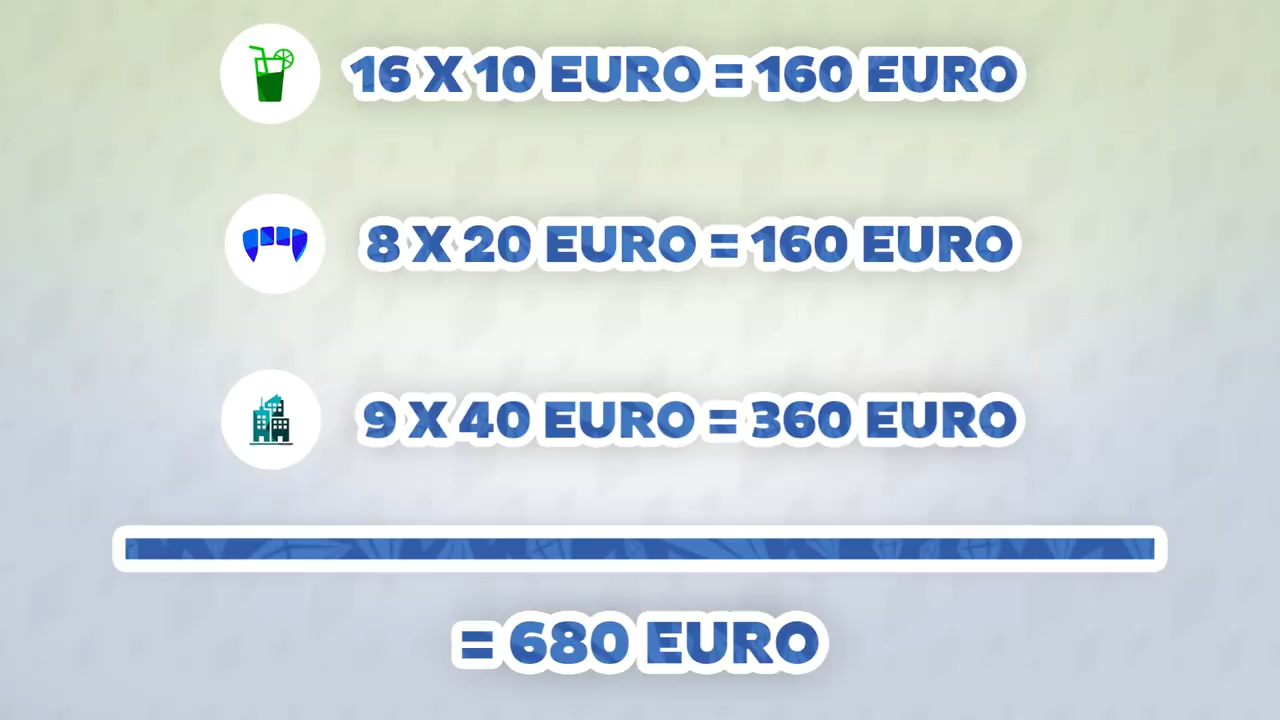 16 X 10 EURO = 160 EURO
8 X 20 EURO = 160 EURO
9 X 40 EURO = 360 EURO
= 680 EURO